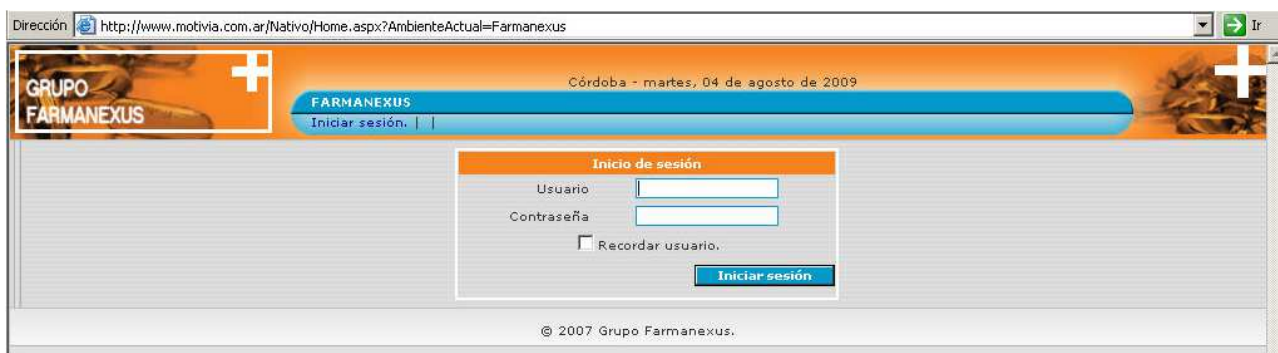 Dirección http://www.motivia.com.ar/Nativo/Home.aspx?AmbienteActual=Farmanexus Ir
GRUPO
FARMANEXUS
Córdoba - martes, 04 de agosto de 2009
FARMANEXUS
Iniciar sesión. | |
Inicio de sesión
Usuario
Contraseña
Recordar usuario.
Iniciar sesión
© 2007 Grupo Farmanexus.